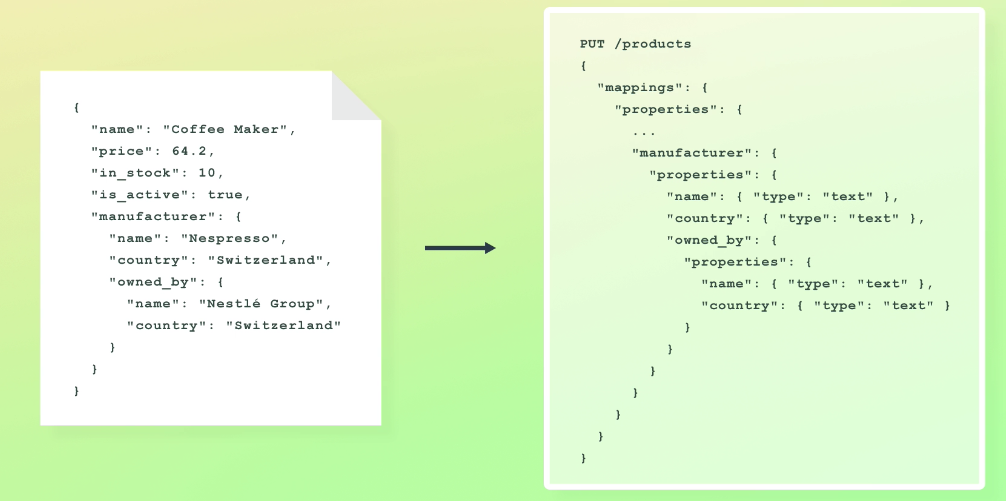 {
  "name": "Coffee Maker",
  "price": 64.2,
  "in_stock": 10,
  "is_active": true,
  "manufacturer": {
    "name": "Nespresso",
    "country": "Switzerland",
    "owned_by": {
      "name": "Nestlé Group",
      "country": "Switzerland"
    }
  }
}
PUT /products
{
  "mappings": {
    "properties": {
      ...
      "manufacturer": {
        "properties": {
          "name": { "type": "text" },
          "country": { "type": "text" },
          "owned_by": {
            "properties": {
              "name": { "type": "text" },
              "country": { "type": "text" }
            }
          }
        }
      }
    }
  }
}